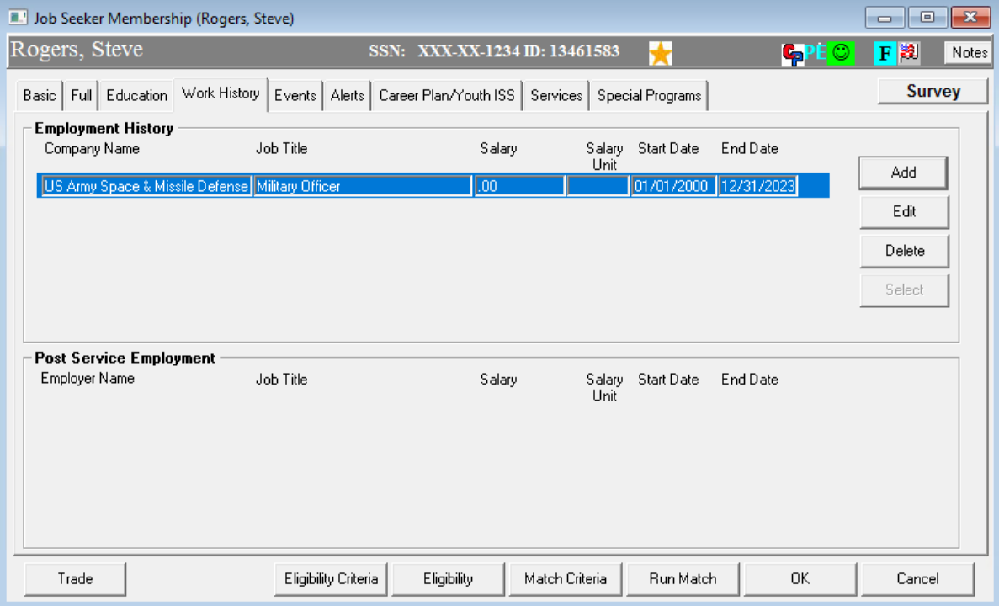 Job Seeker Membership (Rogers, Steve)
Rogers, Steve SSN: XXX-XX-1234 ID: 13461583 PĖ F Notes
Basic Full Education Work History Events Alerts Career Plan/Youth ISS Services Special Programs Survey
Employment History
Company Name Job Title Salary Salary Unit Start Date End Date
US Army Space & Missile Defense Military Officer .00 01/01/2000 12/31/2023
Add
Edit
Delete
Select
Post Service Employment
Employer Name Job Title Salary Salary Unit Start Date End Date
Trade Eligibility Criteria Eligibility Match Criteria Run Match OK Cancel